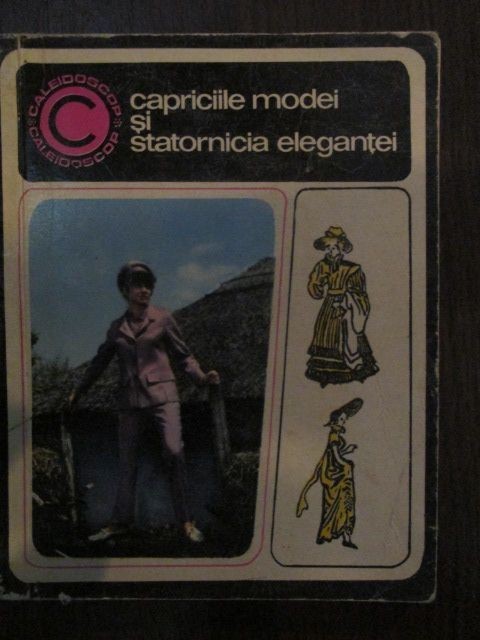 CALEIDOSCOP
CALEIDOSCOP
C
capriciile modei
și
statornicia eleganței